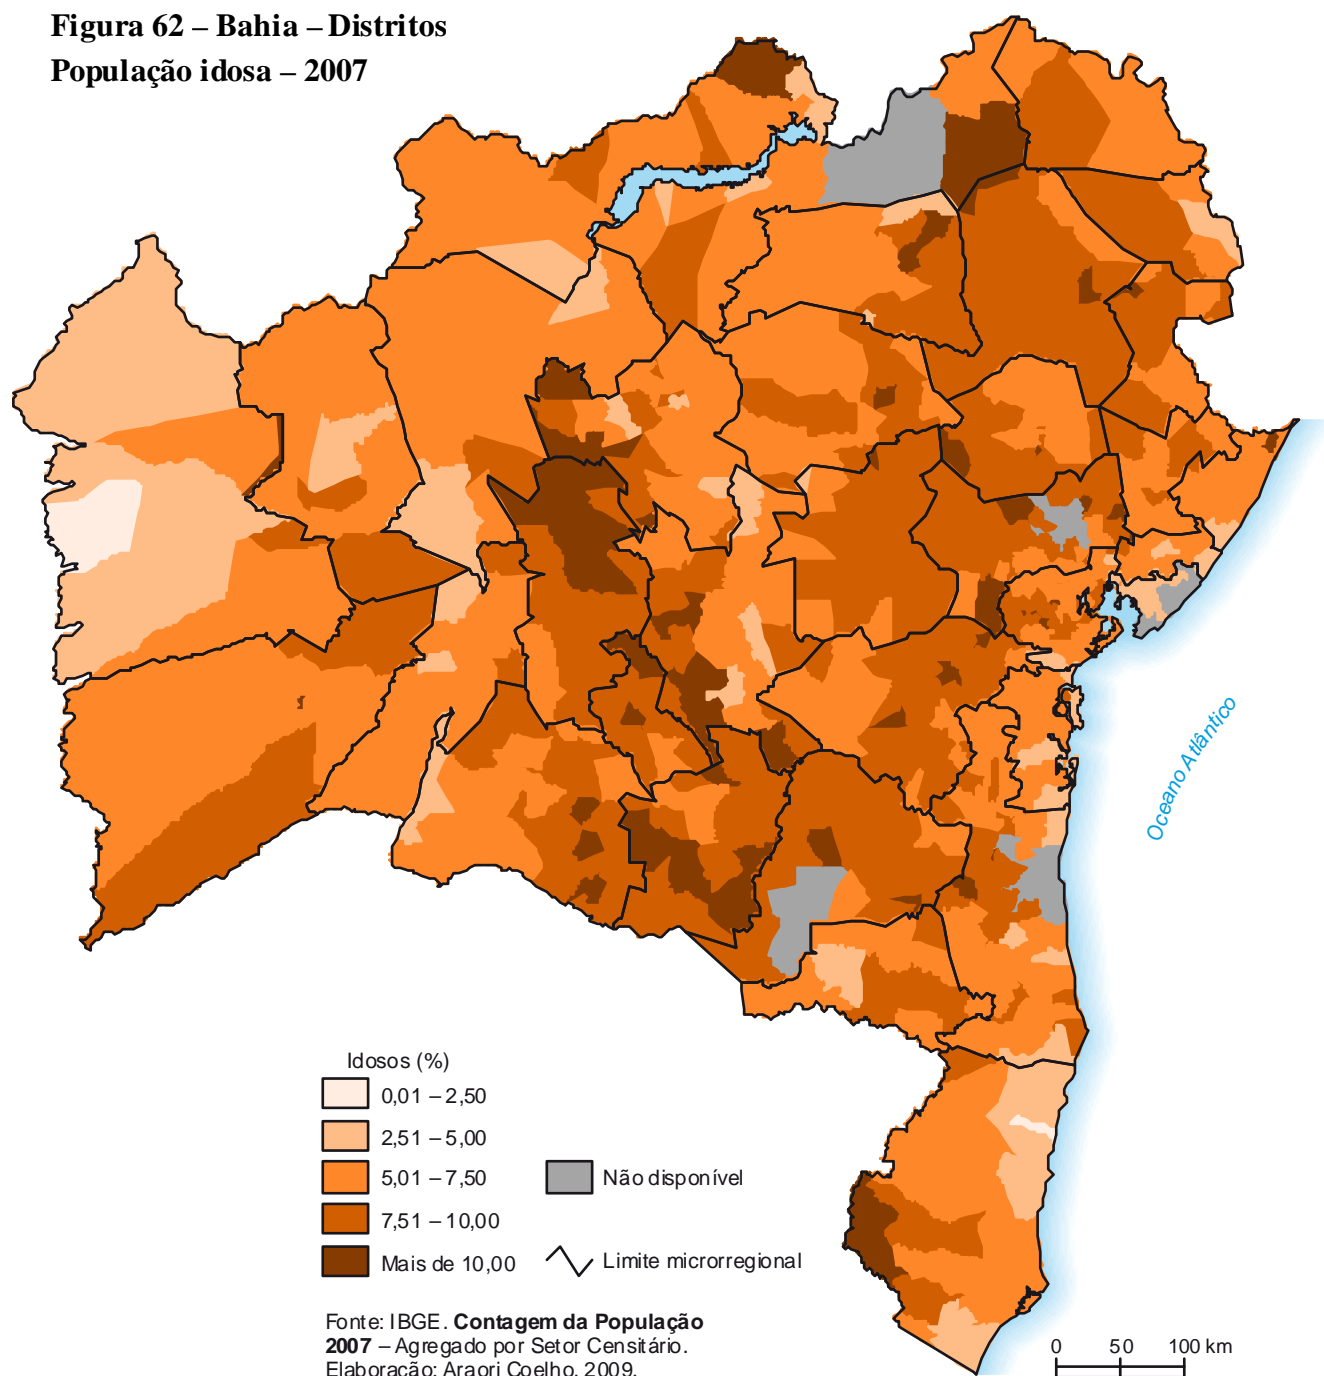 Figura 62 – Bahia – Distritos
População idosa – 2007
Oceano Atlântico
Idosos (%)
0,01 – 2,50
2,51 – 5,00
5,01 – 7,50
7,51 – 10,00
Mais de 10,00
Não disponível
Limite microrregional
Fonte: IBGE. Contagem da População
2007 – Agregado por Setor Censitário.
Elaboração: Araori Coelho, 2009.
0 50 100 km